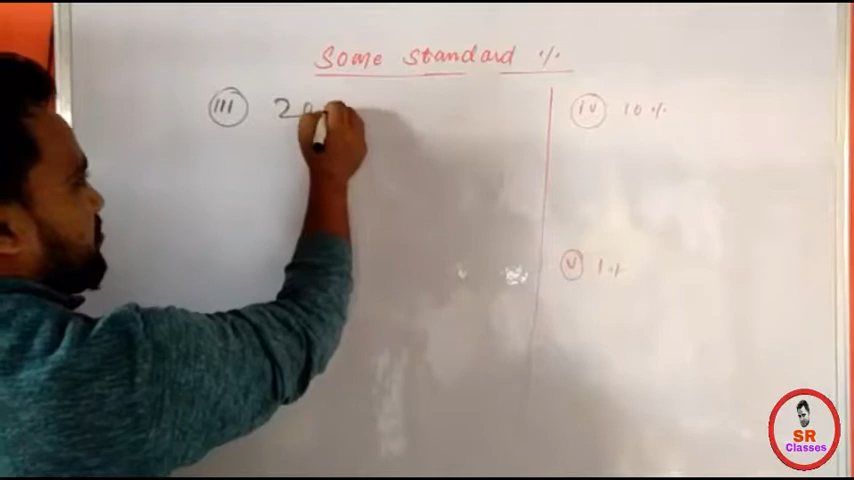 Some standard %
(iii) 20
(iv) 10 %
(v) 1 %
SR
Classes